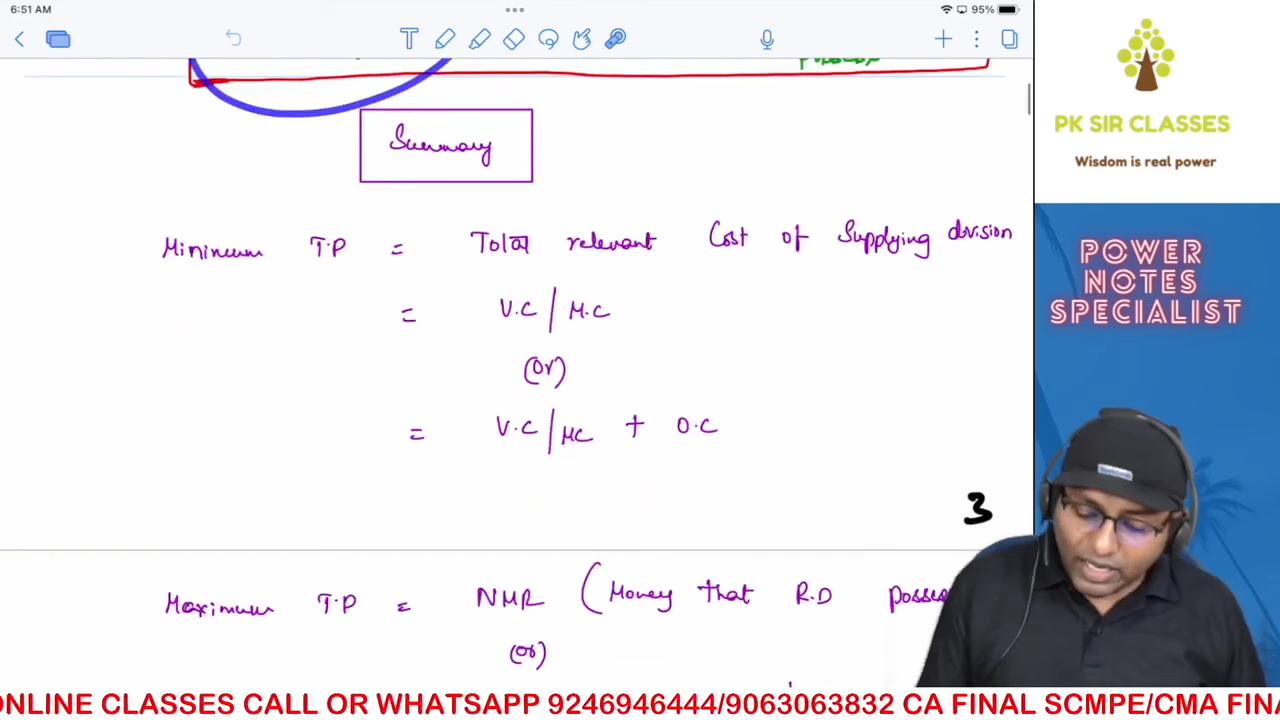 6:51 AM
95%
Summary
Minimum T.P = Total relevant Cost of Supplying division
= V.C / M.C
(or)
= V.C / MC + O.C
3
Maximum T.P = NMR (Money that R.D
(or)
PK SIR CLASSES
Wisdom is real power
POWER
NOTES
SPECIALIST
ONLINE CLASSES CALL OR WHATSAPP 9246946444/9063063832 CA FINAL SCMPE/CMA FINA